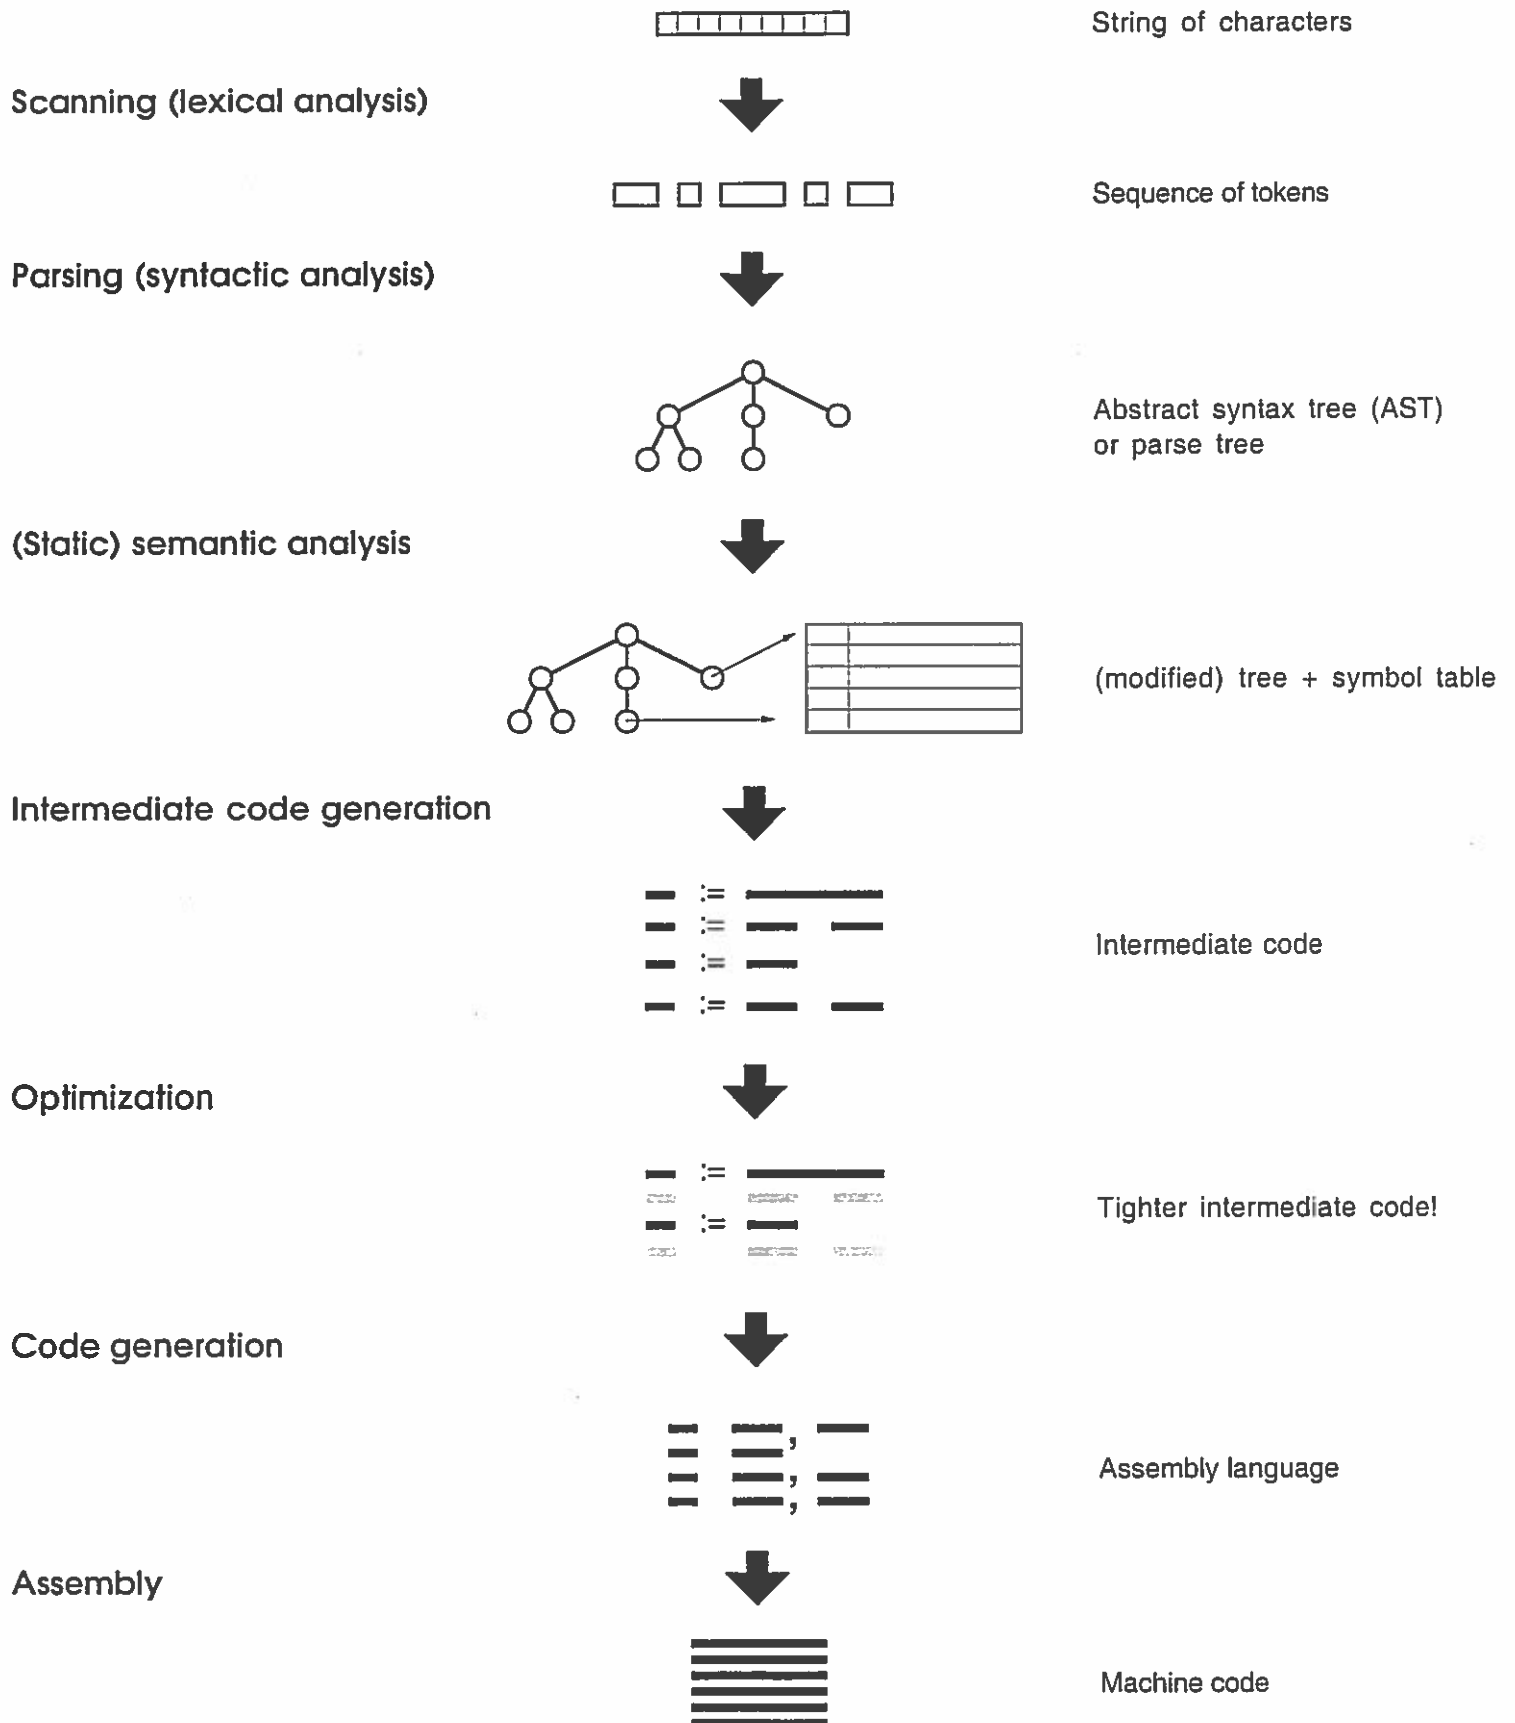 String of characters
Scanning (lexical analysis)
Sequence of tokens
Parsing (syntactic analysis)
Abstract syntax tree (AST)
or parse tree
(Static) semantic analysis
(modified) tree + symbol table
Intermediate code generation
:=
:=
:=
:=
Intermediate code
Optimization
:=
:=
Tighter intermediate code!
Code generation
,
,
,
Assembly language
Assembly
Machine code